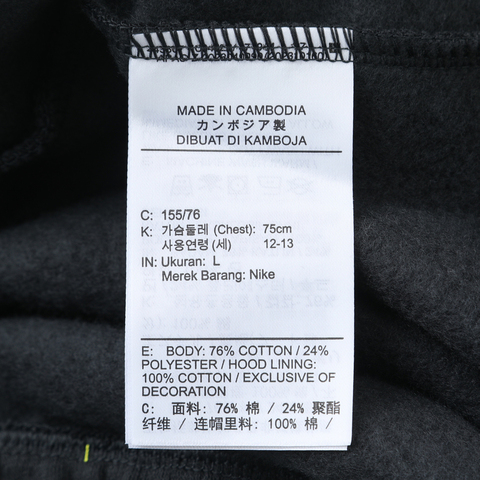 MADE IN CAMBODIA
カンボジア製
DIBUAT DI KAMBOJA
C: 155/76
K: 가슴둘레 (Chest): 75cm
사용연령 (세) 12-13
IN: Ukuran: L
Merek Barang: Nike
E: BODY: 76% COTTON / 24%
POLYESTER / HOOD LINING:
100% COTTON / EXCLUSIVE OF
DECORATION
C: 面料: 76% 棉 / 24% 聚酯
纤维 / 连帽里料: 100% 棉 /